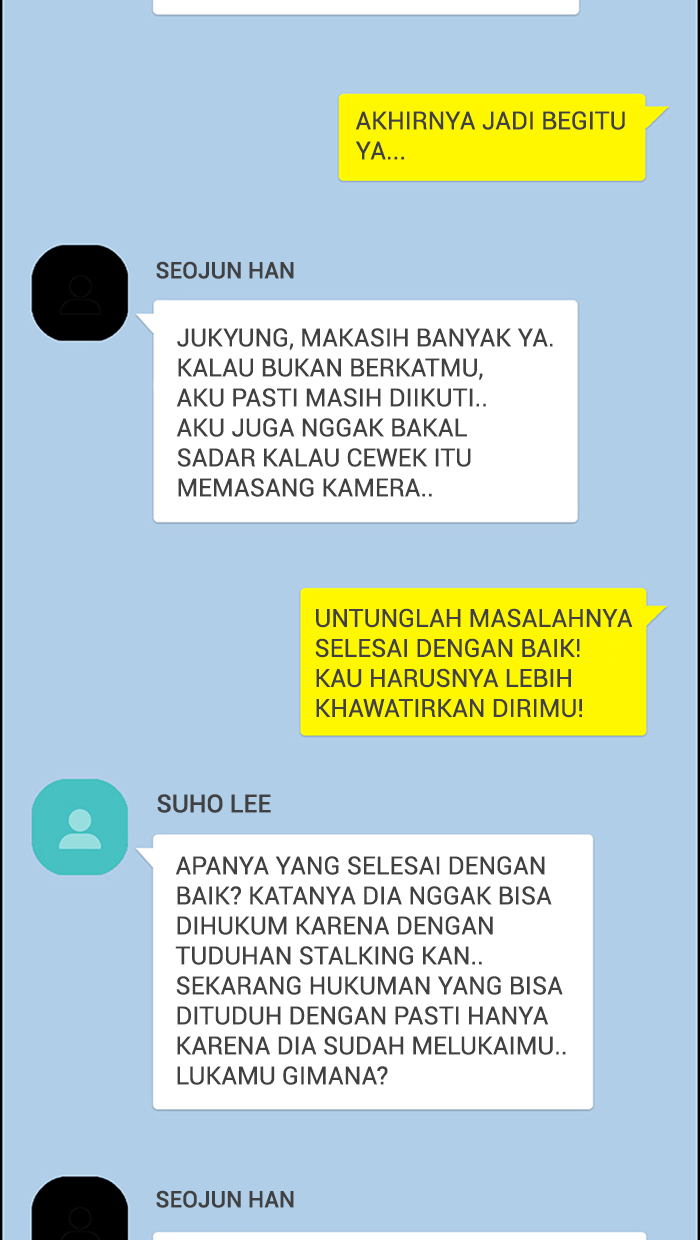 AKHIRNYA JADI BEGITU
YA...
SEOJUN HAN
JUKYUNG, MAKASIH BANYAK YA.
KALAU BUKAN BERKATMU,
AKU PASTI MASIH DIIKUTI..
AKU JUGA NGGAK BAKAL
SADAR KALAU CEWEK ITU
MEMASANG KAMERA..
UNTUNGLAH MASALAHNYA
SELESAI DENGAN BAIK!
KAU HARUSNYA LEBIH
KHAWATIRKAN DIRIMU!
SUHO LEE
APANYA YANG SELESAI DENGAN
BAIK? KATANYA DIA NGGAK BISA
DIHUKUM KARENA DENGAN
TUDUHAN STALKING KAN..
SEKARANG HUKUMAN YANG BISA
DITUDUH DENGAN PASTI HANYA
KARENA DIA SUDAH MELUKAIMU..
LUKAMU GIMANA?
SEOJUN HAN